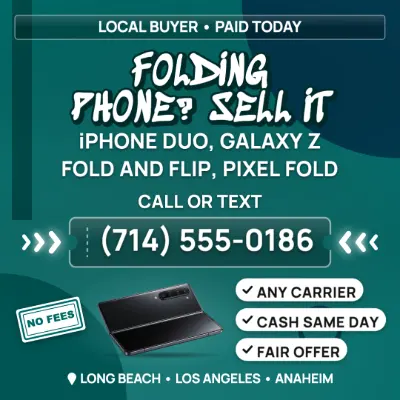 LOCAL BUYER • PAID TODAY
FOLDING
PHONE? SELL IT
iPHONE DUO, GALAXY Z
FOLD AND FLIP, PIXEL FOLD
CALL OR TEXT
(714) 555-0186
NO FEES
ANY CARRIER
CASH SAME DAY
FAIR OFFER
LONG BEACH • LOS ANGELES • ANAHEIM